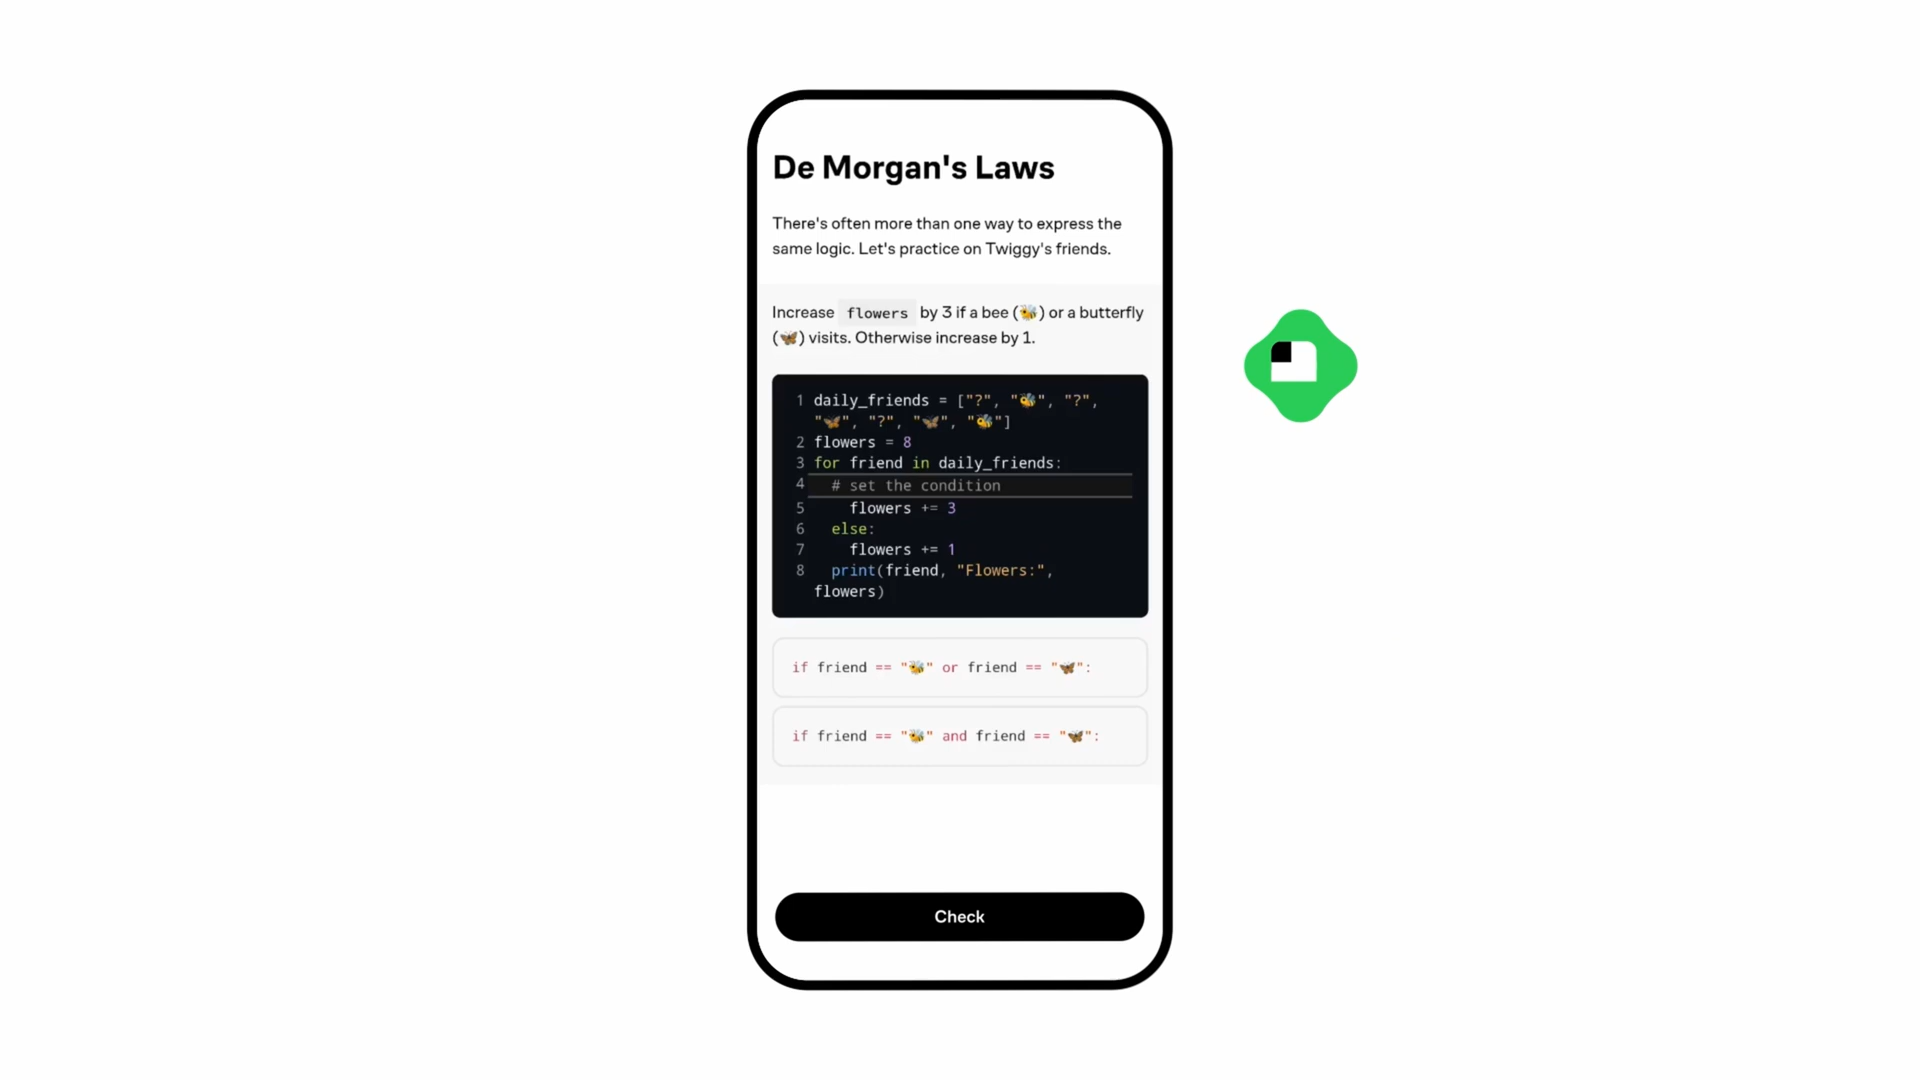 De Morgan's Laws
There's often more than one way to express the
same logic. Let's practice on Twiggy's friends.
Increase flowers by 3 if a bee (🐝) or a butterfly
(🦋) visits. Otherwise increase by 1.
1 daily_friends = ["?", "🐝", "?",
"🦋", "?", "🦋", "🐝"]
2 flowers = 8
3 for friend in daily_friends:
4 # set the condition
5 flowers += 3
6 else:
7 flowers += 1
8 print(friend, "Flowers:",
flowers)
if friend == "🐝" or friend == "🦋":
if friend == "🐝" and friend == "🦋":
Check